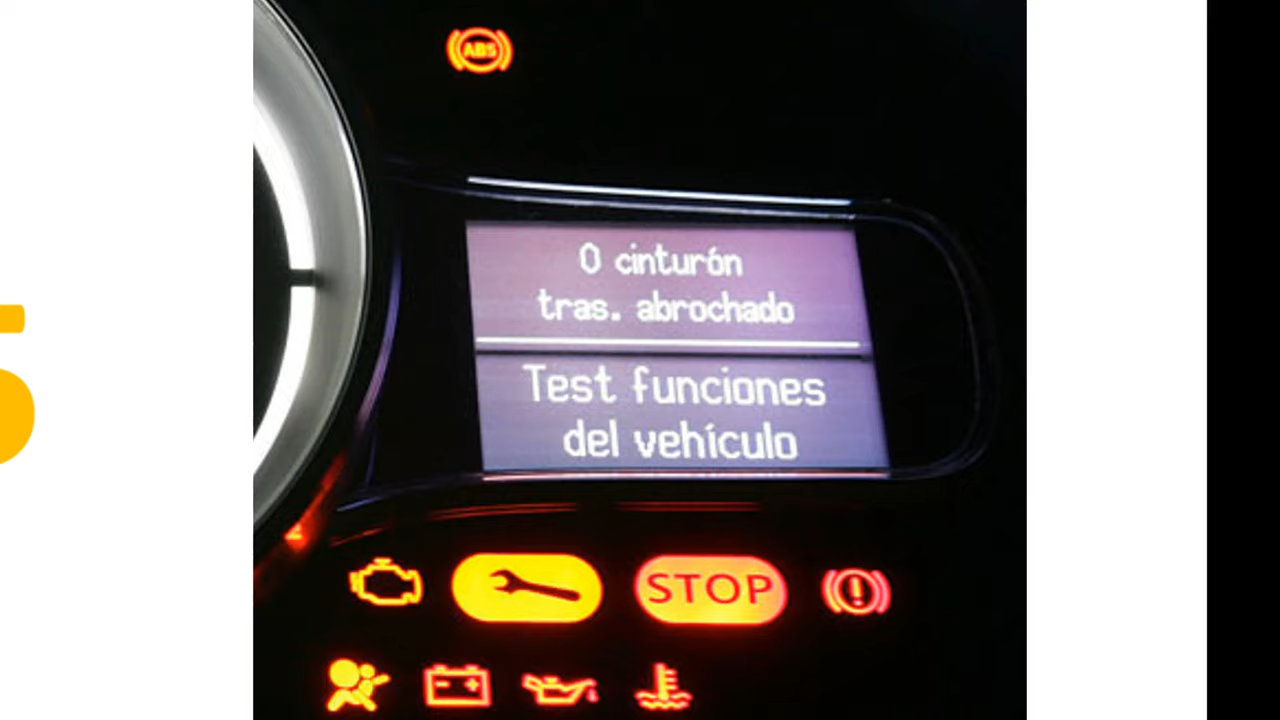 ABS
0 cinturón
tras. abrochado
Test funciones
del vehículo
STOP